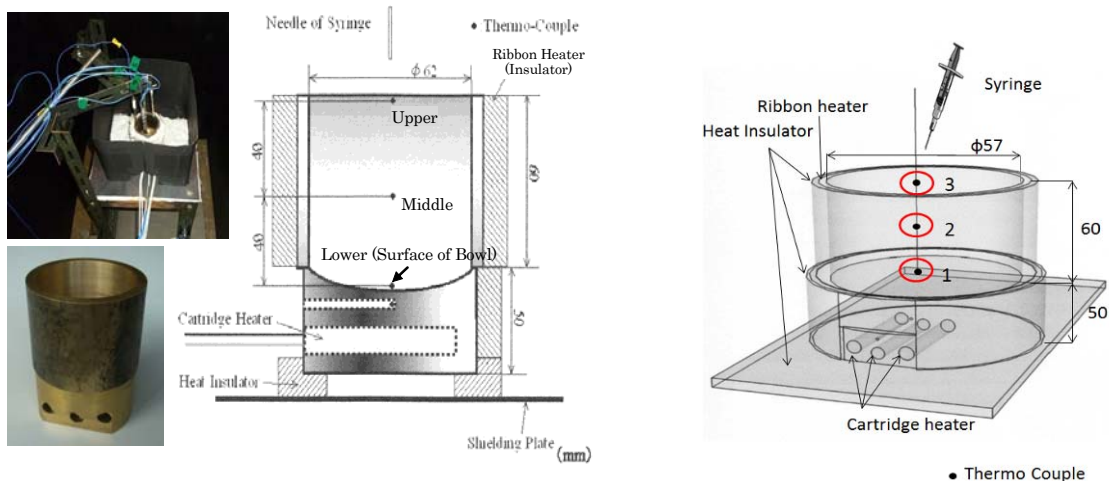 Needle of Syringe
Thermo-Couple
Ribbon Heater
(Insulator)
ϕ62
Upper
40
60
Middle
40
Lower (Surface of Bowl)
50
Cartridge Heater
Heat Insulator
Shielding Plate
(mm)
Syringe
Ribbon heater
Heat Insulator
ϕ57
3
2
60
1
50
Cartridge heater
Thermo Couple